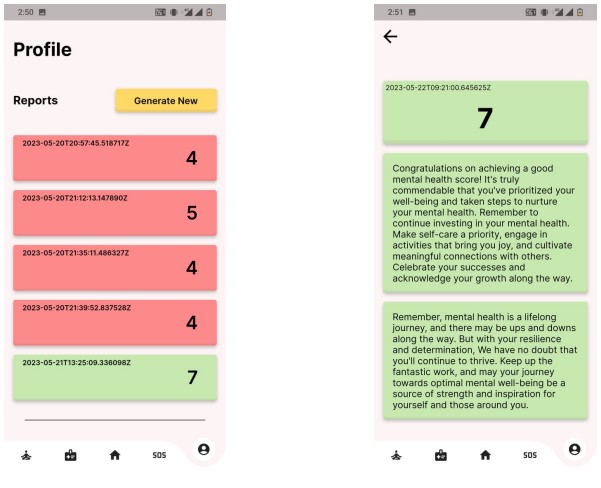 2:50
Profile
Reports
Generate New
2023-05-20T20:57:45.518717Z
4
2023-05-20T21:12:13.147890Z
5
2023-05-20T21:35:11.486327Z
4
2023-05-20T21:39:52.837528Z
4
2023-05-21T13:25:09.336098Z
7
SOS
2:51
2023-05-22T09:21:00.645625Z
7
Congratulations on achieving a good
mental health score! It's truly
commendable that you've prioritized your
well-being and taken steps to nurture
your mental health. Remember to
continue investing in your mental health.
Make self-care a priority, engage in
activities that bring you joy, and cultivate
meaningful connections with others.
Celebrate your successes and
acknowledge your growth along the way.
Remember, mental health is a lifelong
journey, and there may be ups and downs
along the way. But with your resilience
and determination, We have no doubt that
you'll continue to thrive. Keep up the
fantastic work, and may your journey
towards optimal mental well-being be a
source of strength and inspiration for
yourself and those around you.
SOS